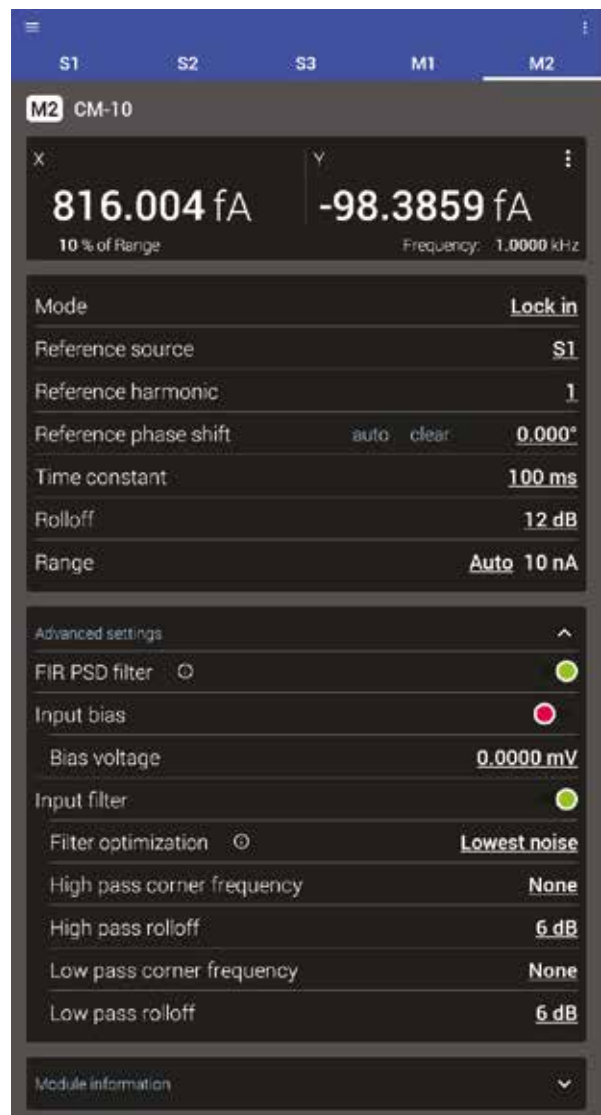 S1 S2 S3 M1 M2
M2 CM-10
X Y
816.004 fA -98.3859 fA
10 % of Range Frequency: 1.0000 kHz
Mode Lock in
Reference source S1
Reference harmonic 1
Reference phase shift auto clear 0.000°
Time constant 100 ms
Rolloff 12 dB
Range Auto 10 nA
Advanced settings
FIR PSD filter
Input bias
Bias voltage 0.0000 mV
Input filter
Filter optimization Lowest noise
High pass corner frequency None
High pass rolloff 6 dB
Low pass corner frequency None
Low pass rolloff 6 dB
Module information